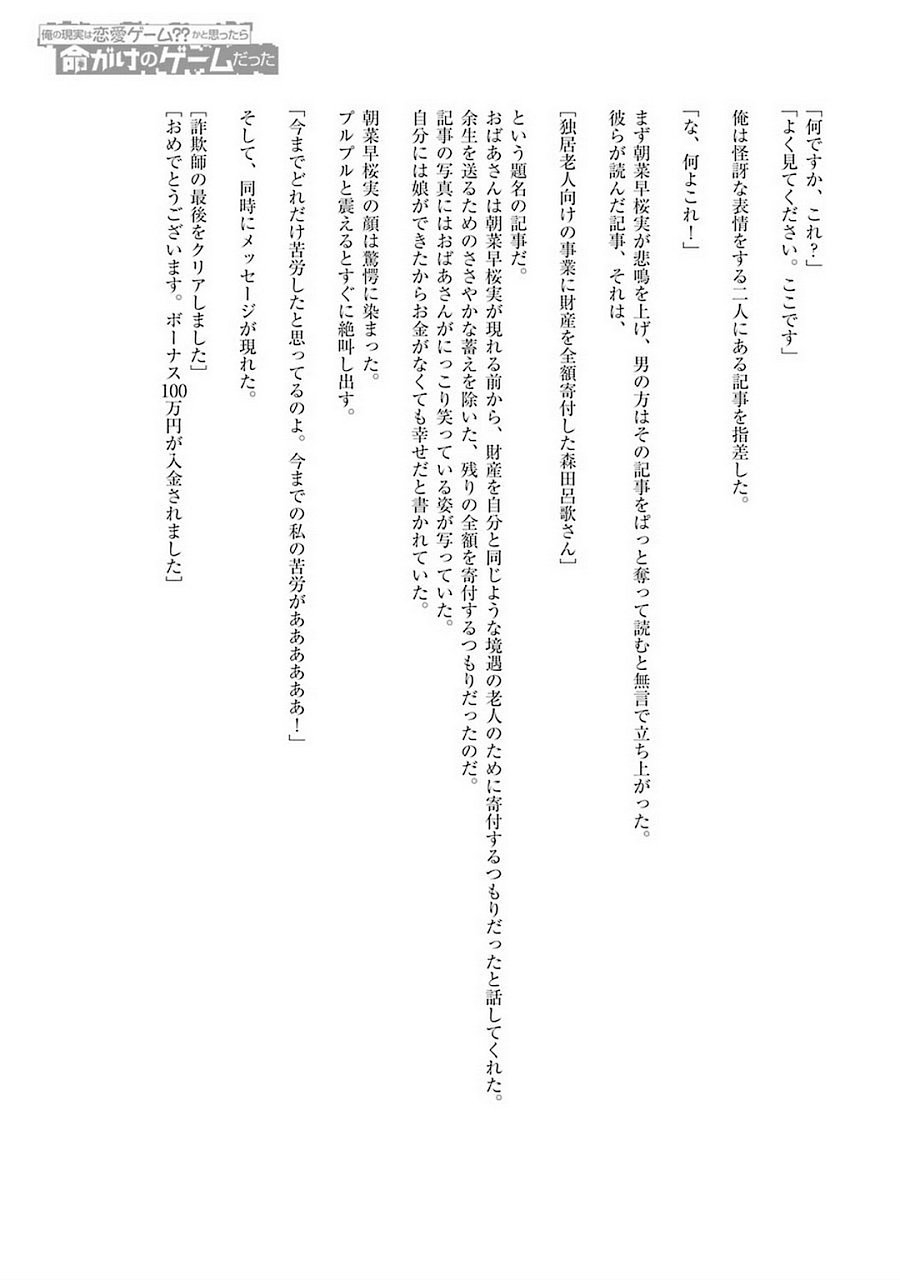 俺の現実は恋愛ゲーム??かと思ったら
命がけのゲームだった
「何ですか、これ?」
「よく見てください。ここです」
俺は怪訝な表情をする二人にある記事を指差した。
「な、何よこれ!」
まず朝菜早桜実が悲鳴を上げ、男の方はその記事をぱっと奪って読むと無言で立ち上がった。
彼らが読んだ記事、それは、
[独居老人向けの事業に財産を全額寄付した森田呂歌さん]
という題名の記事だ。
おばあさんは朝菜早桜実が現れる前から、財産を自分と同じような境遇の老人のために寄付するつもりだったと話してくれた。
余生を送るためのささやかな蓄えを除いた、残りの全額を寄付するつもりだったのだ。
記事の写真にはおばあさんがにっこり笑っている姿が写っていた。
自分には娘ができたからお金がなくても幸せだと書かれていた。
朝菜早桜実の顔は驚愕に染まった。
プルプルと震えるとすぐに絶叫し出す。
「今までどれだけ苦労したと思ってるのよ。今までの私の苦労がああああああ!」
そして、同時にメッセージが現れた。
[詐欺師の最後をクリアしました]
[おめでとうございます。ボーナス100万円が入金されました]